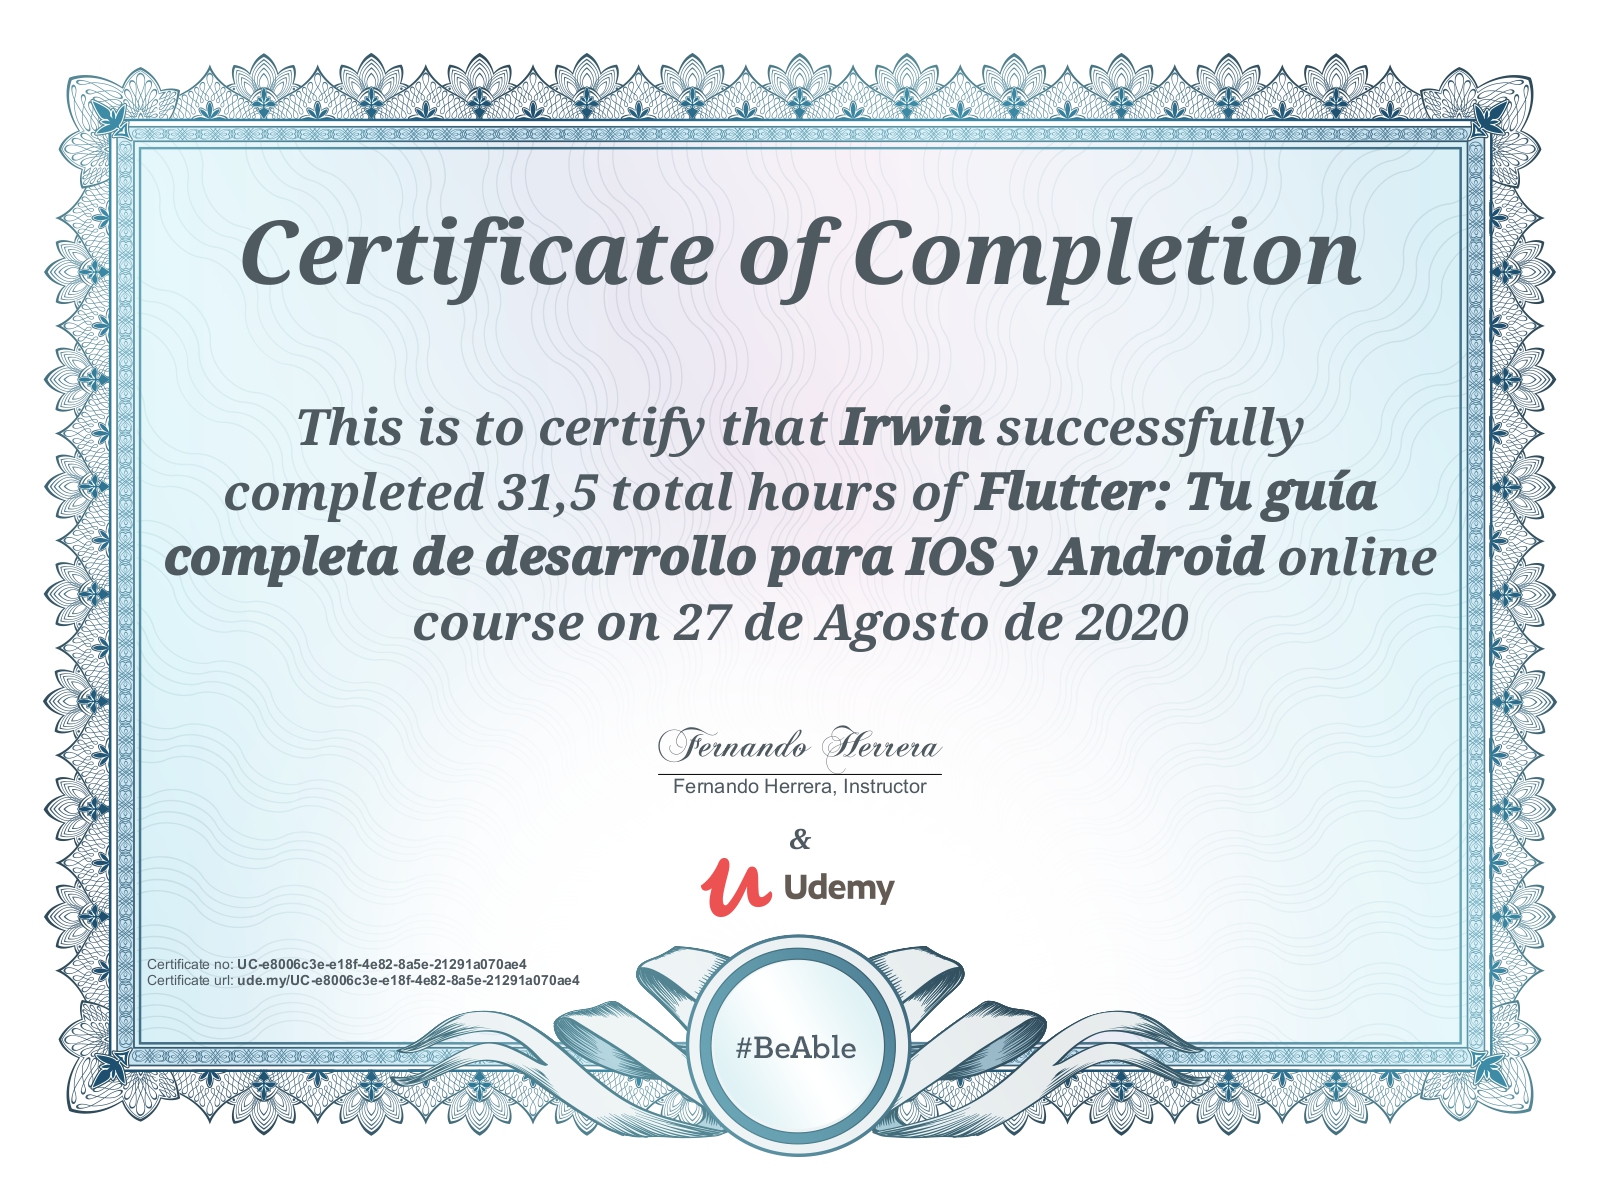 Certificate of Completion
This is to certify that Irwin successfully
completed 31,5 total hours of Flutter: Tu guía
completa de desarrollo para IOS y Android online
course on 27 de Agosto de 2020
Fernando Herrera
Fernando Herrera, Instructor
&
Udemy
Certificate no: UC-e8006c3e-e18f-4e82-8a5e-21291a070ae4
Certificate url: ude.my/UC-e8006c3e-e18f-4e82-8a5e-21291a070ae4
#BeAble